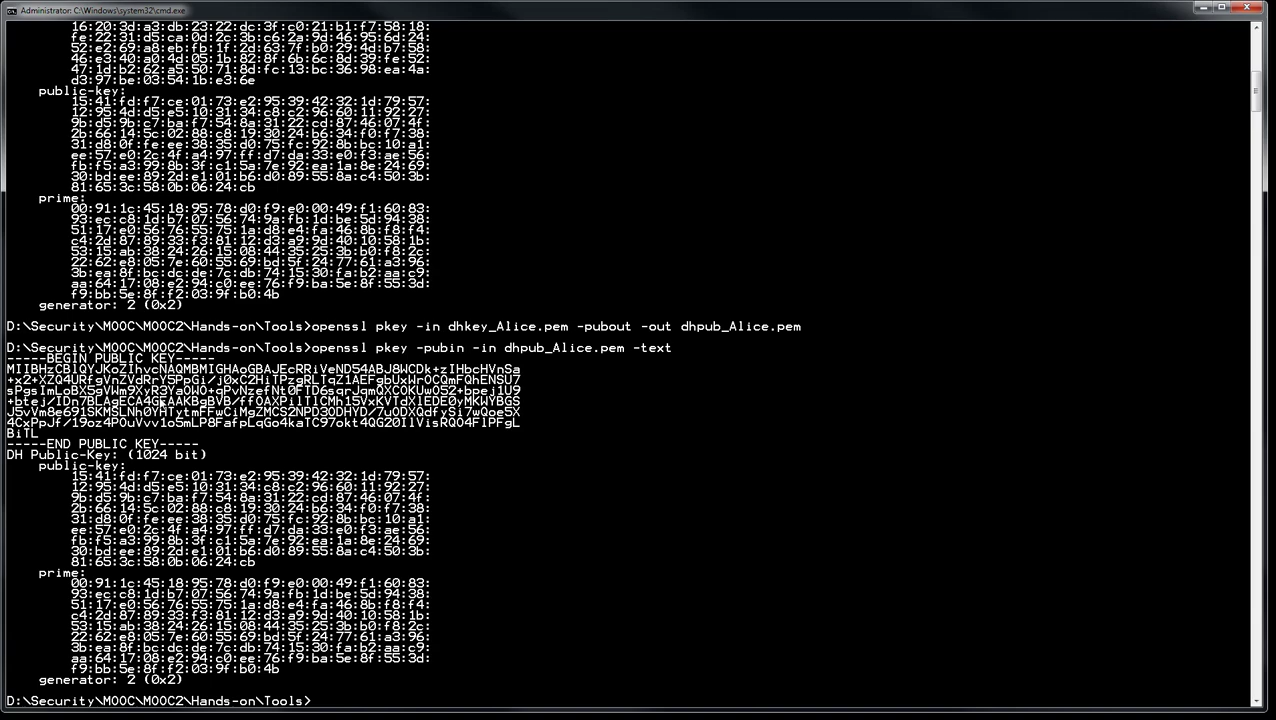 Administrator: C:\Windows\system32\cmd.exe
16:20:3d:a3:db:23:22:dc:3f:c0:21:b1:f7:58:18:
fe:22:31:d5:ca:0d:2c:3b:c6:2a:9d:46:95:6d:24:
52:e2:69:a8:eb:fb:1f:2d:63:7f:b0:29:4d:b7:58:
46:e3:40:a0:4d:05:1b:82:8f:6b:6c:8d:39:fe:52:
47:1d:b2:62:a5:50:71:8d:fc:13:bc:36:98:ea:4a:
d3:97:be:03:54:1b:e3:6e
public-key:
15:41:fd:f7:ce:01:73:e2:95:39:42:32:1d:79:57:
12:95:4d:d5:e5:10:31:34:c8:c2:96:60:11:92:27:
9b:d5:9b:c7:ba:f7:54:8a:31:22:cd:87:46:07:4f:
2b:66:14:5c:02:88:c8:19:30:24:b6:34:f0:f7:38:
31:d8:0f:fe:ee:38:35:d0:75:fc:92:8b:bc:10:a1:
ee:57:e0:2c:4f:a4:97:ff:d7:da:33:e0:f3:ae:56:
fb:f5:a3:99:8b:3f:c1:5a:7e:92:ea:1a:8e:24:69:
30:bd:ee:89:2d:e1:01:b6:d0:89:55:8a:c4:50:3b:
81:65:3c:58:0b:06:24:cb
prime:
00:91:1c:45:18:95:78:d0:f9:e0:00:49:f1:60:83:
93:ec:c8:1d:b7:07:56:74:9a:fb:1d:be:5d:94:38:
51:17:e0:56:76:55:75:1a:d8:e4:fa:46:8b:f8:f4:
c4:2d:87:89:33:f3:81:12:d3:a9:9d:40:10:58:1b:
53:15:ab:38:24:26:15:08:44:35:25:3b:b0:f8:2c:
22:62:e8:05:7e:60:55:69:bd:5f:24:77:61:a3:96:
3b:ea:8f:bc:dc:de:7c:db:74:15:30:fa:b2:aa:c9:
aa:64:17:08:e2:94:c0:ee:76:f9:ba:5e:8f:55:3d:
f9:bb:5e:8f:f2:03:9f:b0:4b
generator: 2 (0x2)
D:\Security\MOOC\MOOC2\Hands-on\Tools>openssl pkey -in dhkey_Alice.pem -pubout -out dhpub_Alice.pem
D:\Security\MOOC\MOOC2\Hands-on\Tools>openssl pkey -pubin -in dhpub_Alice.pem -text
-----BEGIN PUBLIC KEY-----
BiTL
-----END PUBLIC KEY-----
DH Public-Key: (1024 bit)
public-key:
15:41:fd:f7:ce:01:73:e2:95:39:42:32:1d:79:57:
12:95:4d:d5:e5:10:31:34:c8:c2:96:60:11:92:27:
9b:d5:9b:c7:ba:f7:54:8a:31:22:cd:87:46:07:4f:
2b:66:14:5c:02:88:c8:19:30:24:b6:34:f0:f7:38:
31:d8:0f:fe:ee:38:35:d0:75:fc:92:8b:bc:10:a1:
ee:57:e0:2c:4f:a4:97:ff:d7:da:33:e0:f3:ae:56:
fb:f5:a3:99:8b:3f:c1:5a:7e:92:ea:1a:8e:24:69:
30:bd:ee:89:2d:e1:01:b6:d0:89:55:8a:c4:50:3b:
81:65:3c:58:0b:06:24:cb
prime:
00:91:1c:45:18:95:78:d0:f9:e0:00:49:f1:60:83:
93:ec:c8:1d:b7:07:56:74:9a:fb:1d:be:5d:94:38:
51:17:e0:56:76:55:75:1a:d8:e4:fa:46:8b:f8:f4:
c4:2d:87:89:33:f3:81:12:d3:a9:9d:40:10:58:1b:
53:15:ab:38:24:26:15:08:44:35:25:3b:b0:f8:2c:
22:62:e8:05:7e:60:55:69:bd:5f:24:77:61:a3:96:
3b:ea:8f:bc:dc:de:7c:db:74:15:30:fa:b2:aa:c9:
aa:64:17:08:e2:94:c0:ee:76:f9:ba:5e:8f:55:3d:
f9:bb:5e:8f:f2:03:9f:b0:4b
generator: 2 (0x2)
D:\Security\MOOC\MOOC2\Hands-on\Tools>